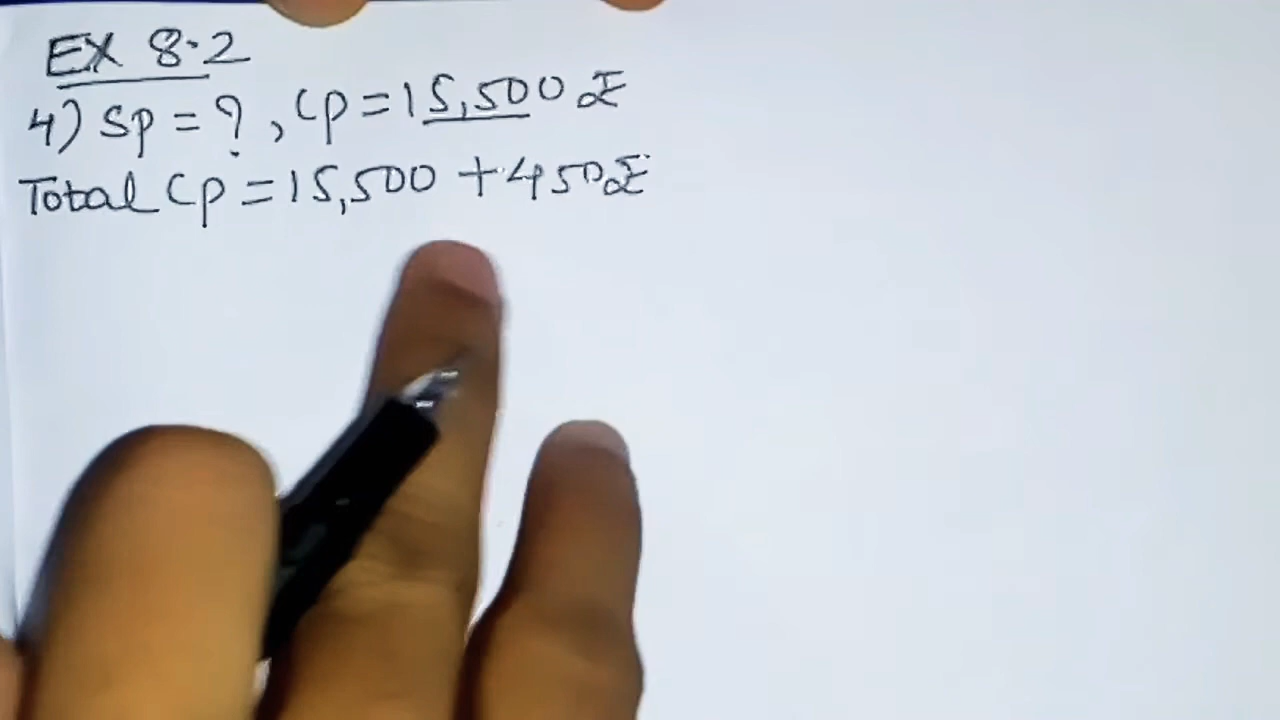 EX 8.2
4) SP = ?, CP = 15,500 ₹
Total CP = 15,500 + 450 ₹